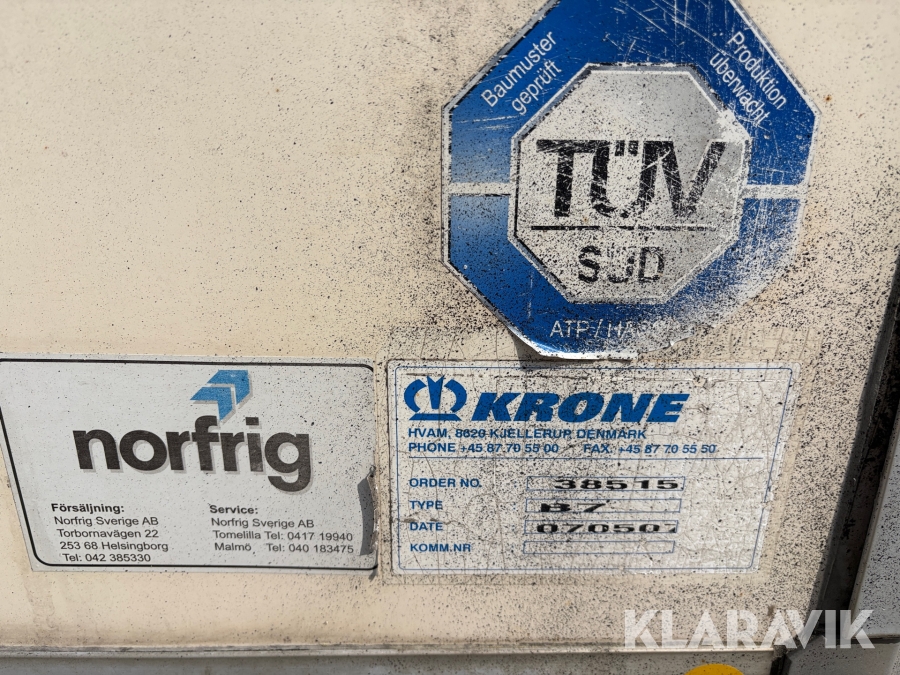 Baumuster
geprüft
Produktion
überwacht
TÜV
SÜD
ATP/
norfrig
Försäljning:
Norfrig Sverige AB
Torbornavägen 22
253 68 Helsingborg
Tel: 042 385330
Service:
Norfrig Sverige AB
Tomelilla Tel: 0417 19940
Malmö Tel: 040 183475
KRONE
HVAM, 8620 KJELLERUP, DENMARK
PHONE +45 87 70 55 00 FAX. +45 87 70 55 50
ORDER NO. 38515
TYPE B7
DATE 070507
KOMM.NR
KLARAVIK